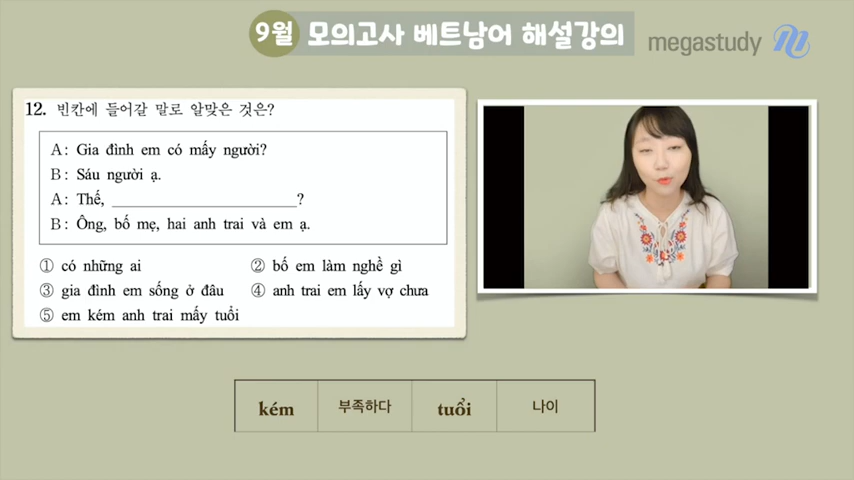 9월 모의고사 베트남어 해설강의
megastudy
12. 빈칸에 들어갈 말로 알맞은 것은?
A: Gia đình em có mấy người?
B: Sáu người ạ.
A: Thế, ____________________?
B: Ông, bố mẹ, hai anh trai và em ạ.
① có những ai ② bố em làm nghề gì
③ gia đình em sống ở đâu ④ anh trai em lấy vợ chưa
⑤ em kém anh trai mấy tuổi
kém 부족하다 tuổi 나이